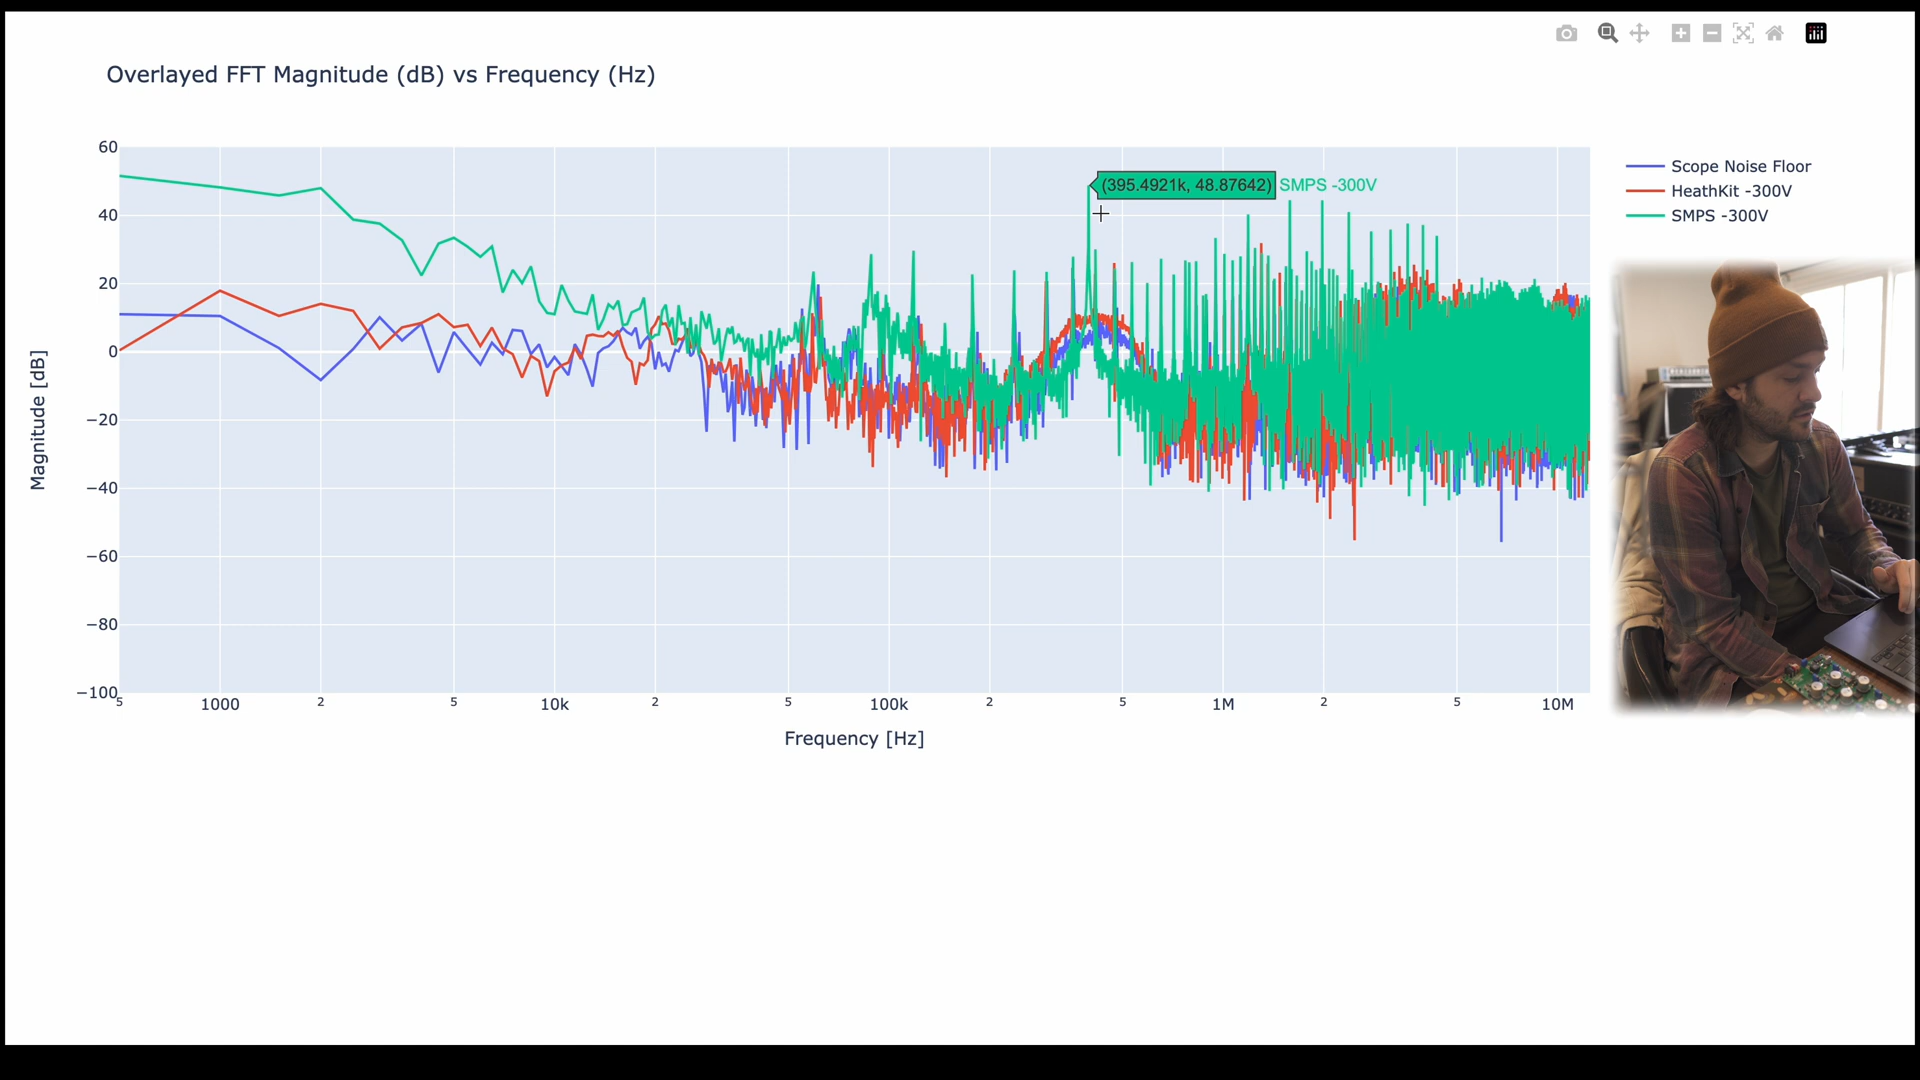 Overlayed FFT Magnitude (dB) vs Frequency (Hz)
60
40
20
0
−20
−40
−60
−80
−100
Magnitude [dB]
(395.4921k, 48.87642) SMPS -300V
Scope Noise Floor
HeathKit -300V
SMPS -300V
5 1000 2 5 10k 2 5 100k 2 5 1M 2 5 10M
Frequency [Hz]